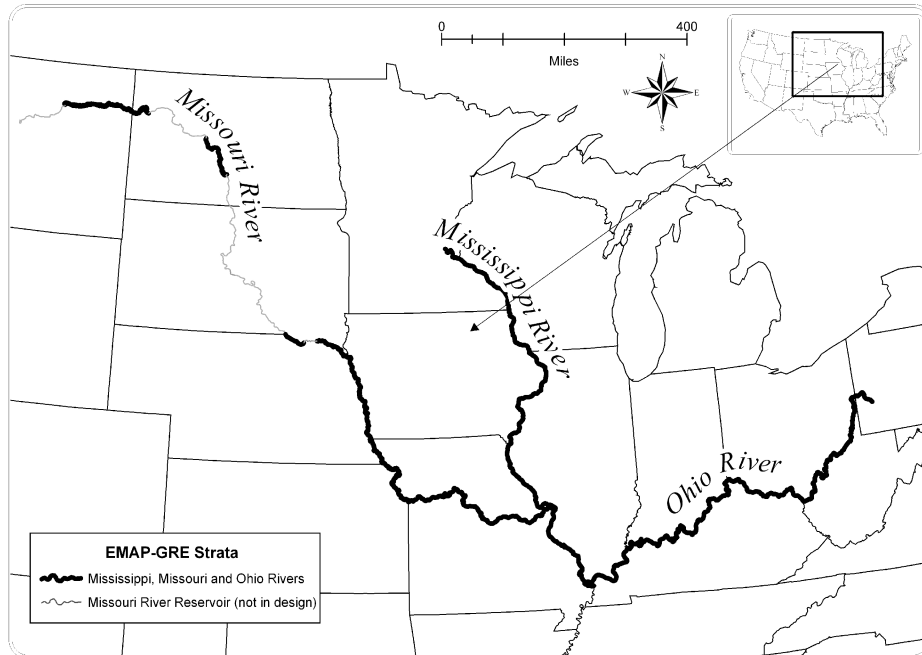 0 400
Miles
N
W E
S
Missouri River
Mississippi River
Ohio River
EMAP-GRE Strata
Mississippi, Missouri and Ohio Rivers
Missouri River Reservoir (not in design)